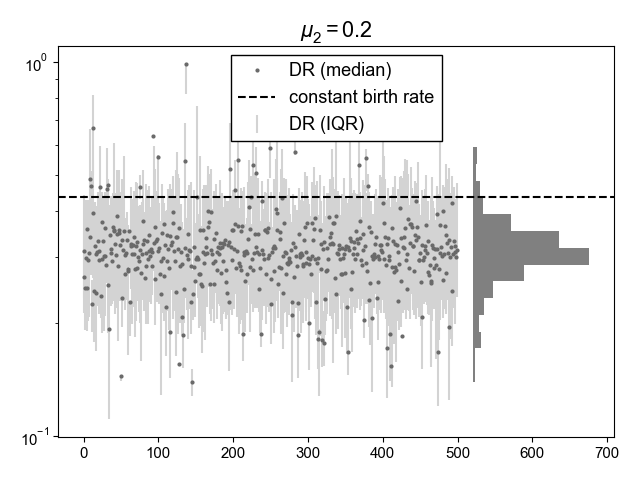 μ₂ = 0.2
10⁰
10⁻¹
DR (median)
constant birth rate
DR (IQR)
0 100 200 300 400 500 600 700